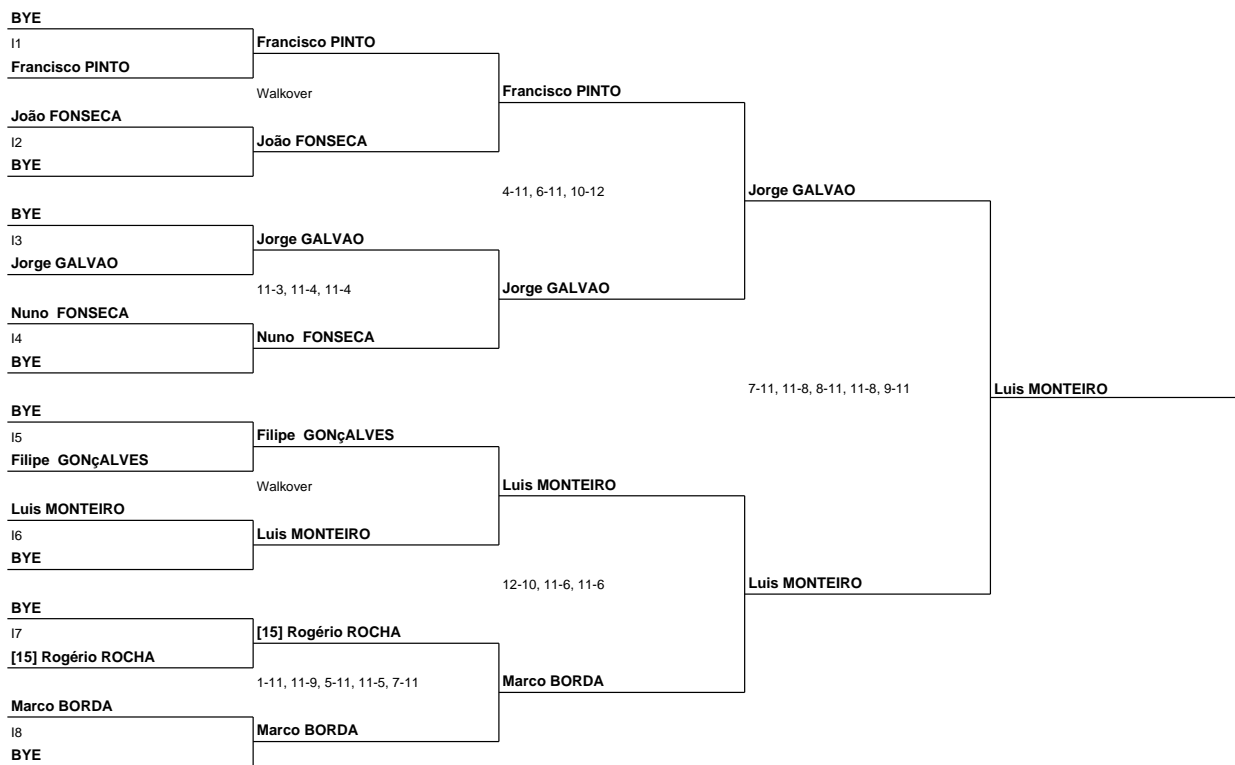 BYE
I1
Francisco PINTO
Francisco PINTO
Walkover
Francisco PINTO
João FONSECA
I2
BYE
João FONSECA
4-11, 6-11, 10-12
Jorge GALVAO
BYE
I3
Jorge GALVAO
Jorge GALVAO
11-3, 11-4, 11-4
Jorge GALVAO
Nuno FONSECA
I4
BYE
Nuno FONSECA
7-11, 11-8, 8-11, 11-8, 9-11
Luis MONTEIRO
BYE
I5
Filipe GONçALVES
Filipe GONçALVES
Walkover
Luis MONTEIRO
Luis MONTEIRO
I6
BYE
Luis MONTEIRO
12-10, 11-6, 11-6
Luis MONTEIRO
BYE
I7
[15] Rogério ROCHA
[15] Rogério ROCHA
1-11, 11-9, 5-11, 11-5, 7-11
Marco BORDA
Marco BORDA
I8
BYE
Marco BORDA